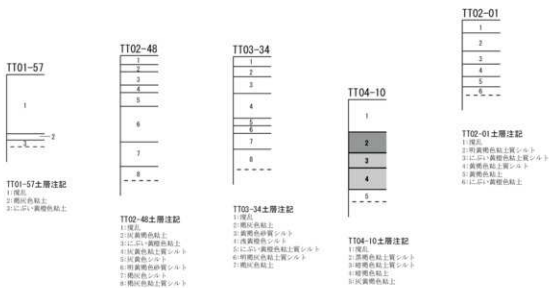 TT01-57
1
2
3
TT01-57土層注記
1:攪乱
2:褐灰色粘土
3:にぶい黄橙色粘土
TT02-48
1
2
3
4
5
6
7
8
TT02-48土層注記
1:攪乱
2:灰黄褐色粘土
3:にぶい黄橙色粘土
4:灰黄色粘土質シルト
5:灰黄色シルト
6:明黄褐色砂質シルト
7:褐灰色シルト
8:褐灰色粘土質シルト
TT03-34
1
2
3
4
5
6
7
8
TT03-34土層注記
1:攪乱
2:褐灰色粘土
3:黄褐色砂質シルト
4:浅黄橙色シルト
5:にぶい黄橙色粘土質シルト
6:明褐灰色粘土質シルト
7:褐灰色粘土
TT04-10
1
2
3
4
5
TT04-10土層注記
1:攪乱
2:黒褐色粘土質シルト
3:暗褐色粘土質シルト
4:暗褐色粘土
5:灰黄褐色粘土
TT02-01
1
2
3
4
5
6
TT02-01土層注記
1:攪乱
2:明黄褐色粘土質シルト
3:にぶい黄橙色粘土質シルト
4:黄褐色粘土質シルト
5:黄褐色粘土
6:にぶい黄橙色粘土